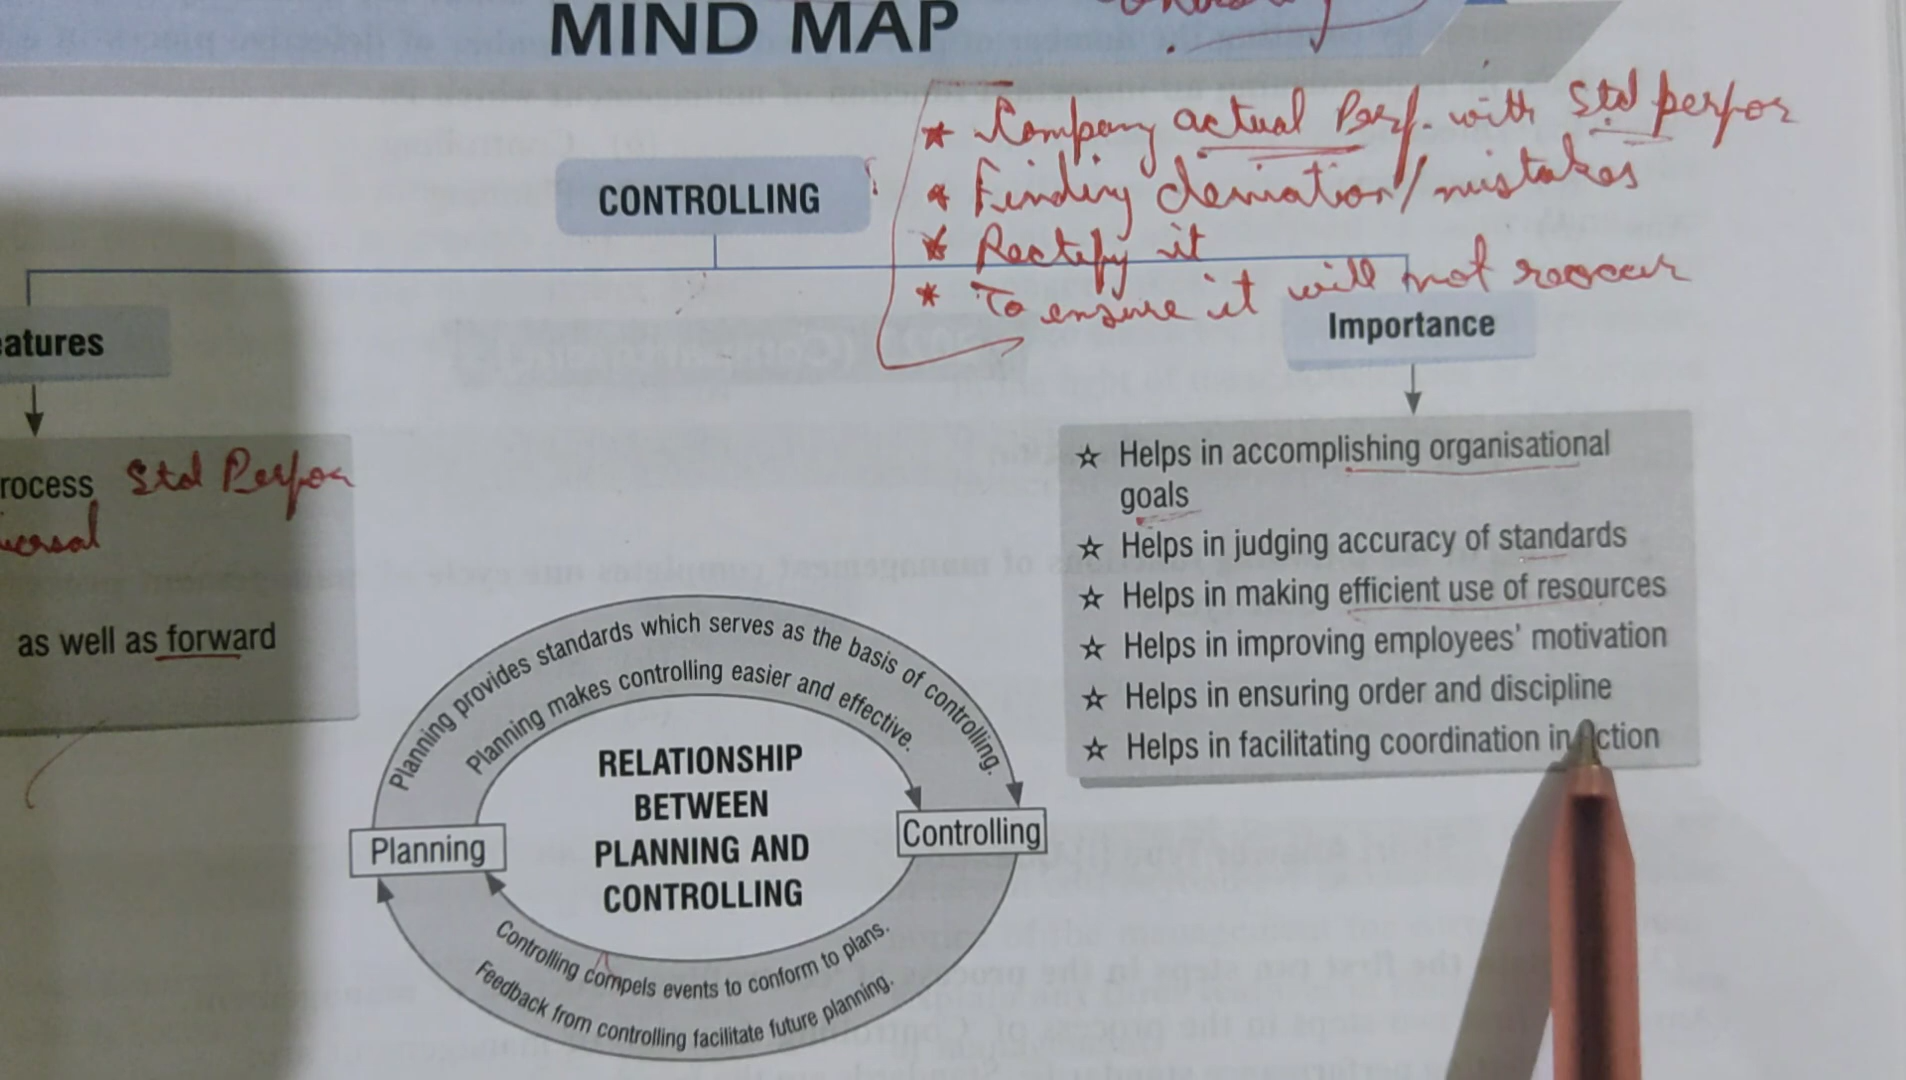 MIND MAP
* Company actual Perf. with Std perfor
* Finding deviation/mistakes
* Rectify it
* To ensure it will not reoccur
CONTROLLING
eatures
Importance
rocess Std Perfor
versal
as well as forward
☆ Helps in accomplishing organisational
goals
☆ Helps in judging accuracy of standards
☆ Helps in making efficient use of resources
☆ Helps in improving employees' motivation
☆ Helps in ensuring order and discipline
☆ Helps in facilitating coordination in ction
Planning provides standards which serves as the basis of controlling.
Planning makes controlling easier and effective.
RELATIONSHIP
BETWEEN
PLANNING AND
CONTROLLING
Planning
Controlling
Controlling compels events to conform to plans.
Feedback from controlling facilitate future planning.